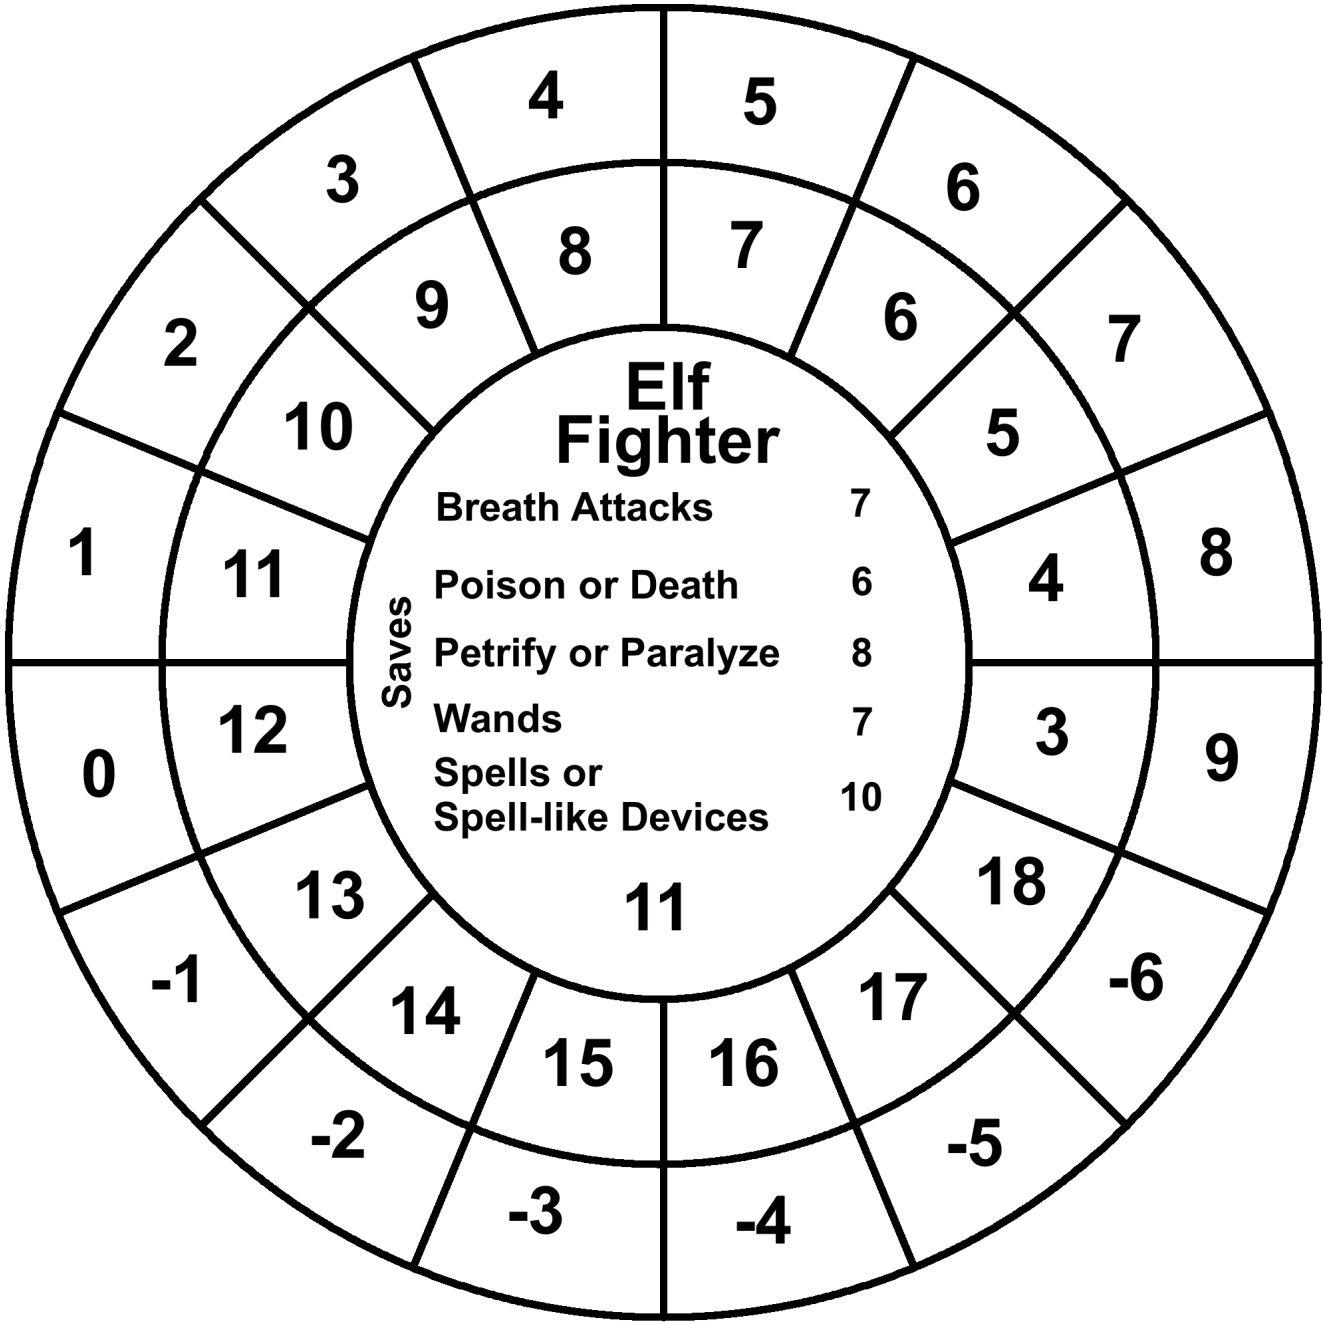 4 5
3 6
8 7
9 6
2 7
10 5
Elf
Fighter
Breath Attacks 7
1 8
11 4
Poison or Death 6
Saves
Petrify or Paralyze 8
Wands 7
12 3
0 9
Spells or
Spell-like Devices 10
13 18
11
-1 -6
14 17
15 16
-2 -5
-3 -4